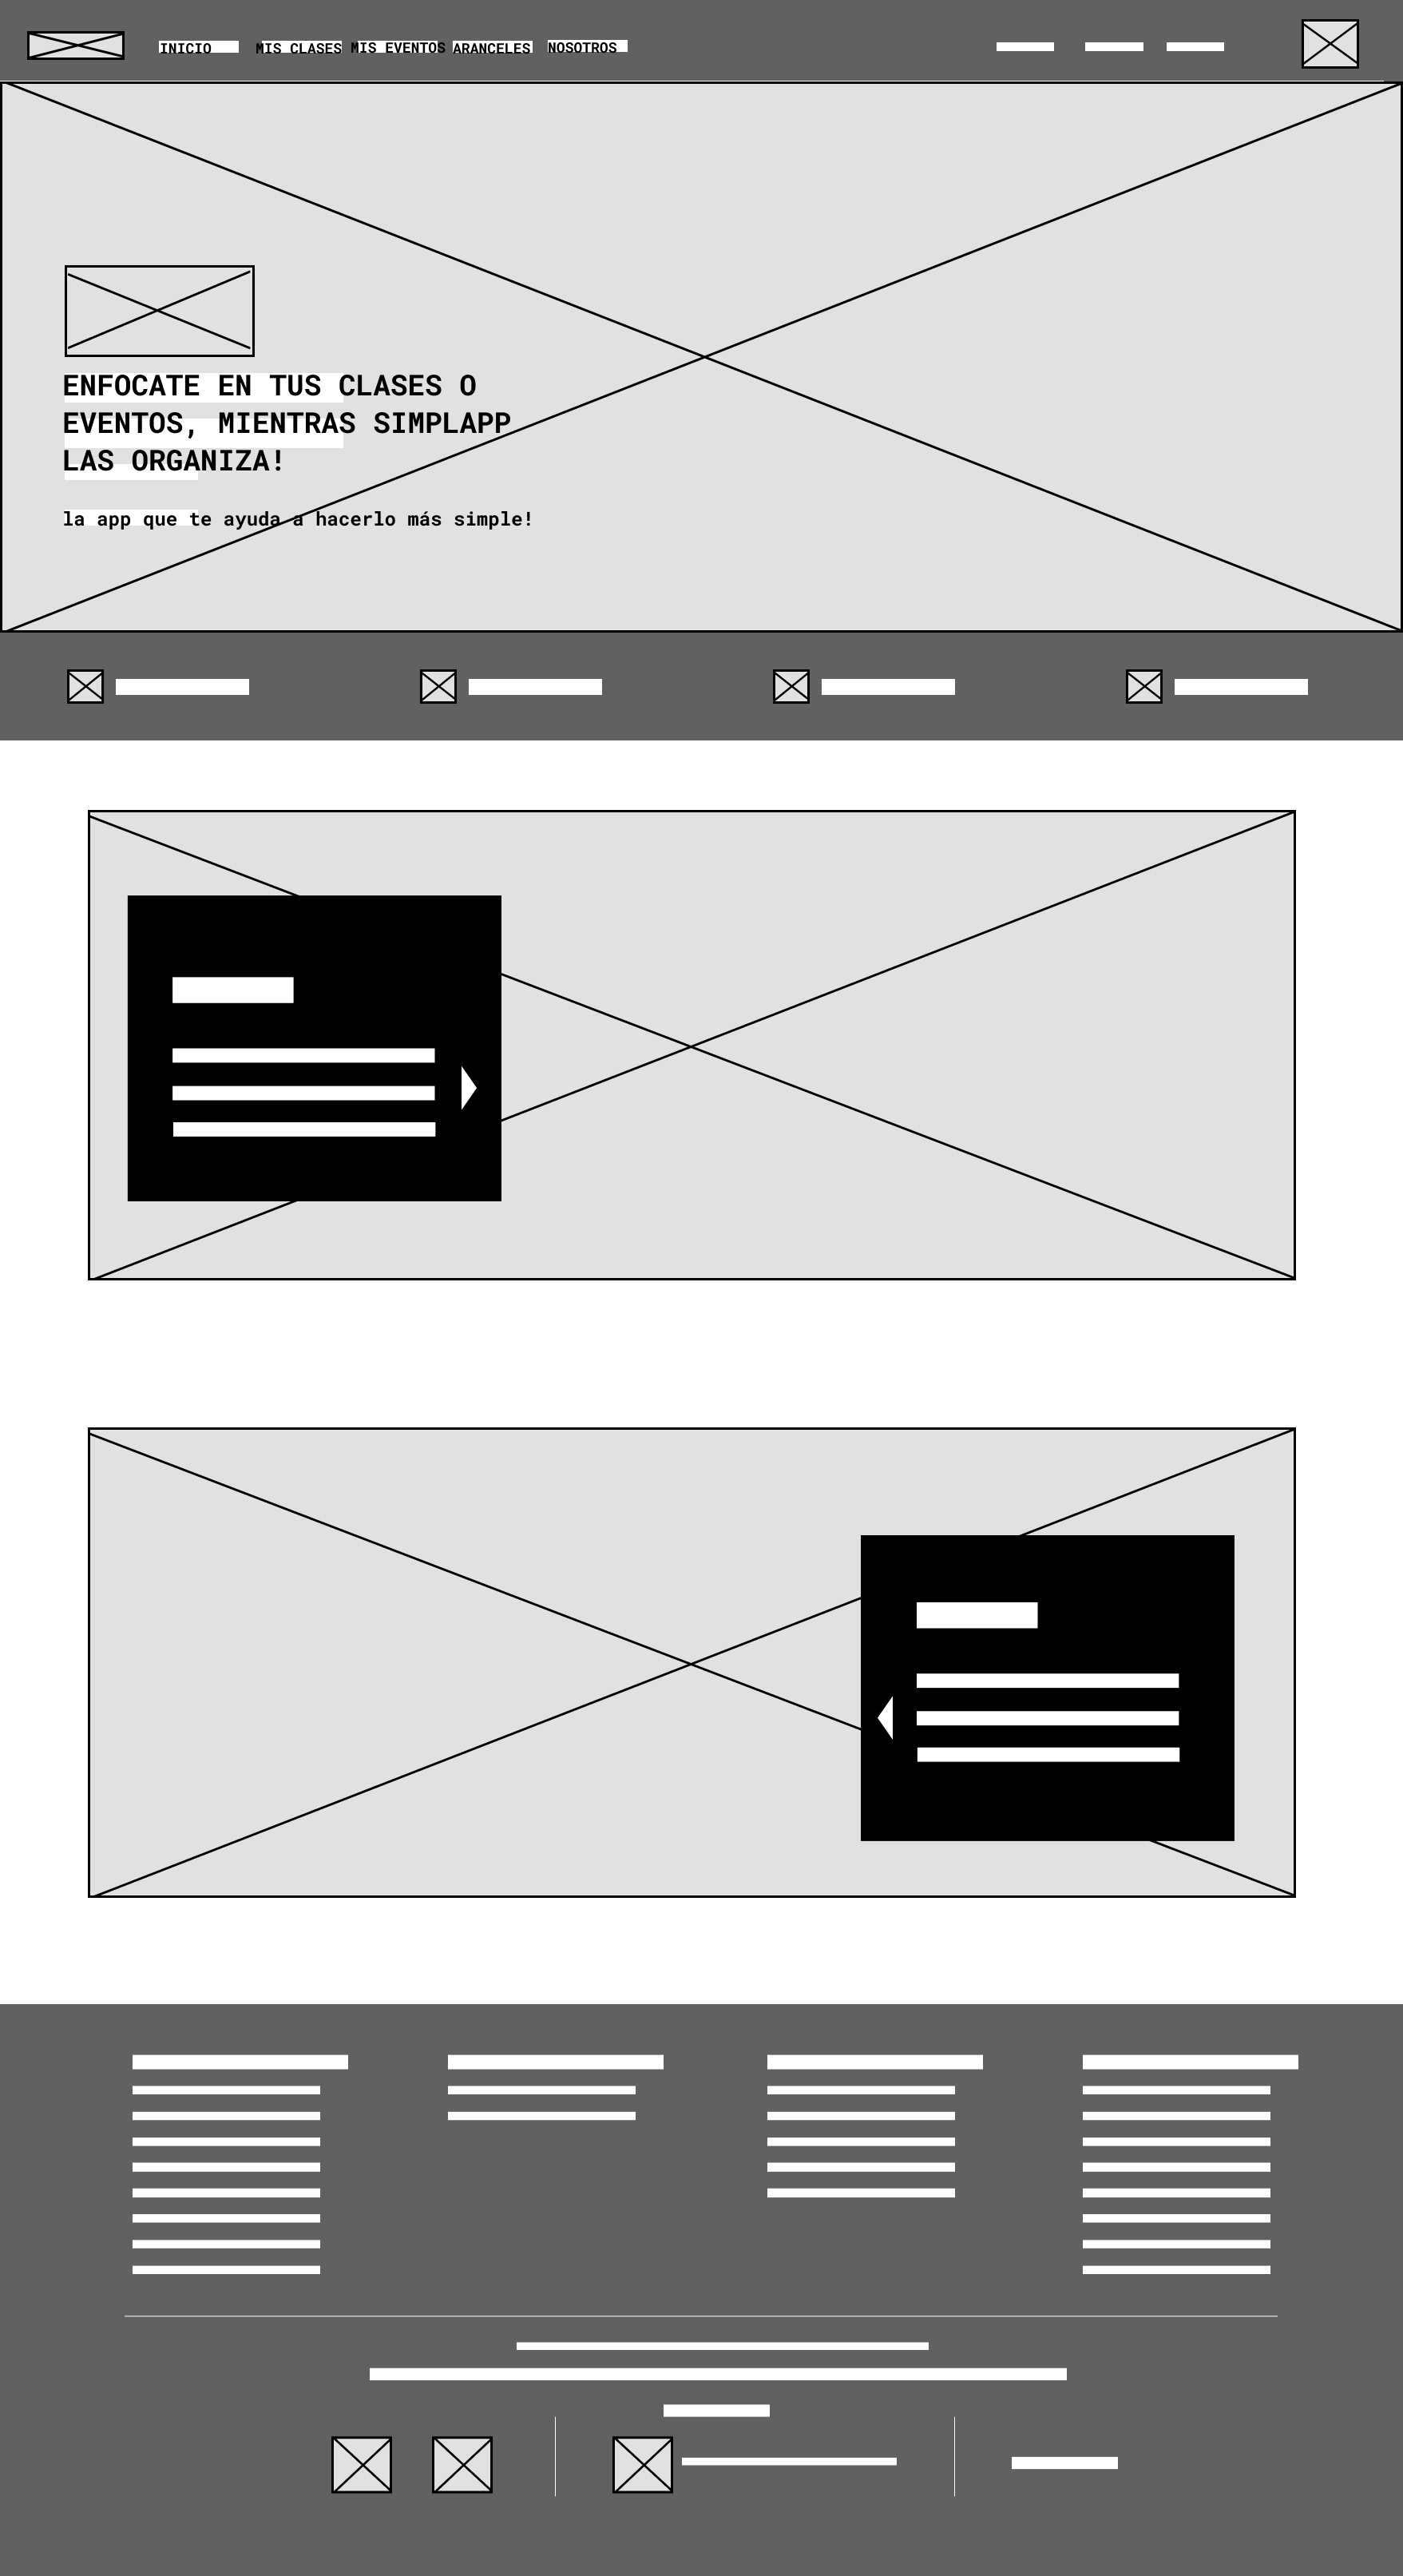 INICIO MIS CLASES MIS EVENTOS ARANCELES NOSOTROS
ENFOCATE EN TUS CLASES O
EVENTOS, MIENTRAS SIMPLAPP
LAS ORGANIZA!
la app que te ayuda a hacerlo más simple!